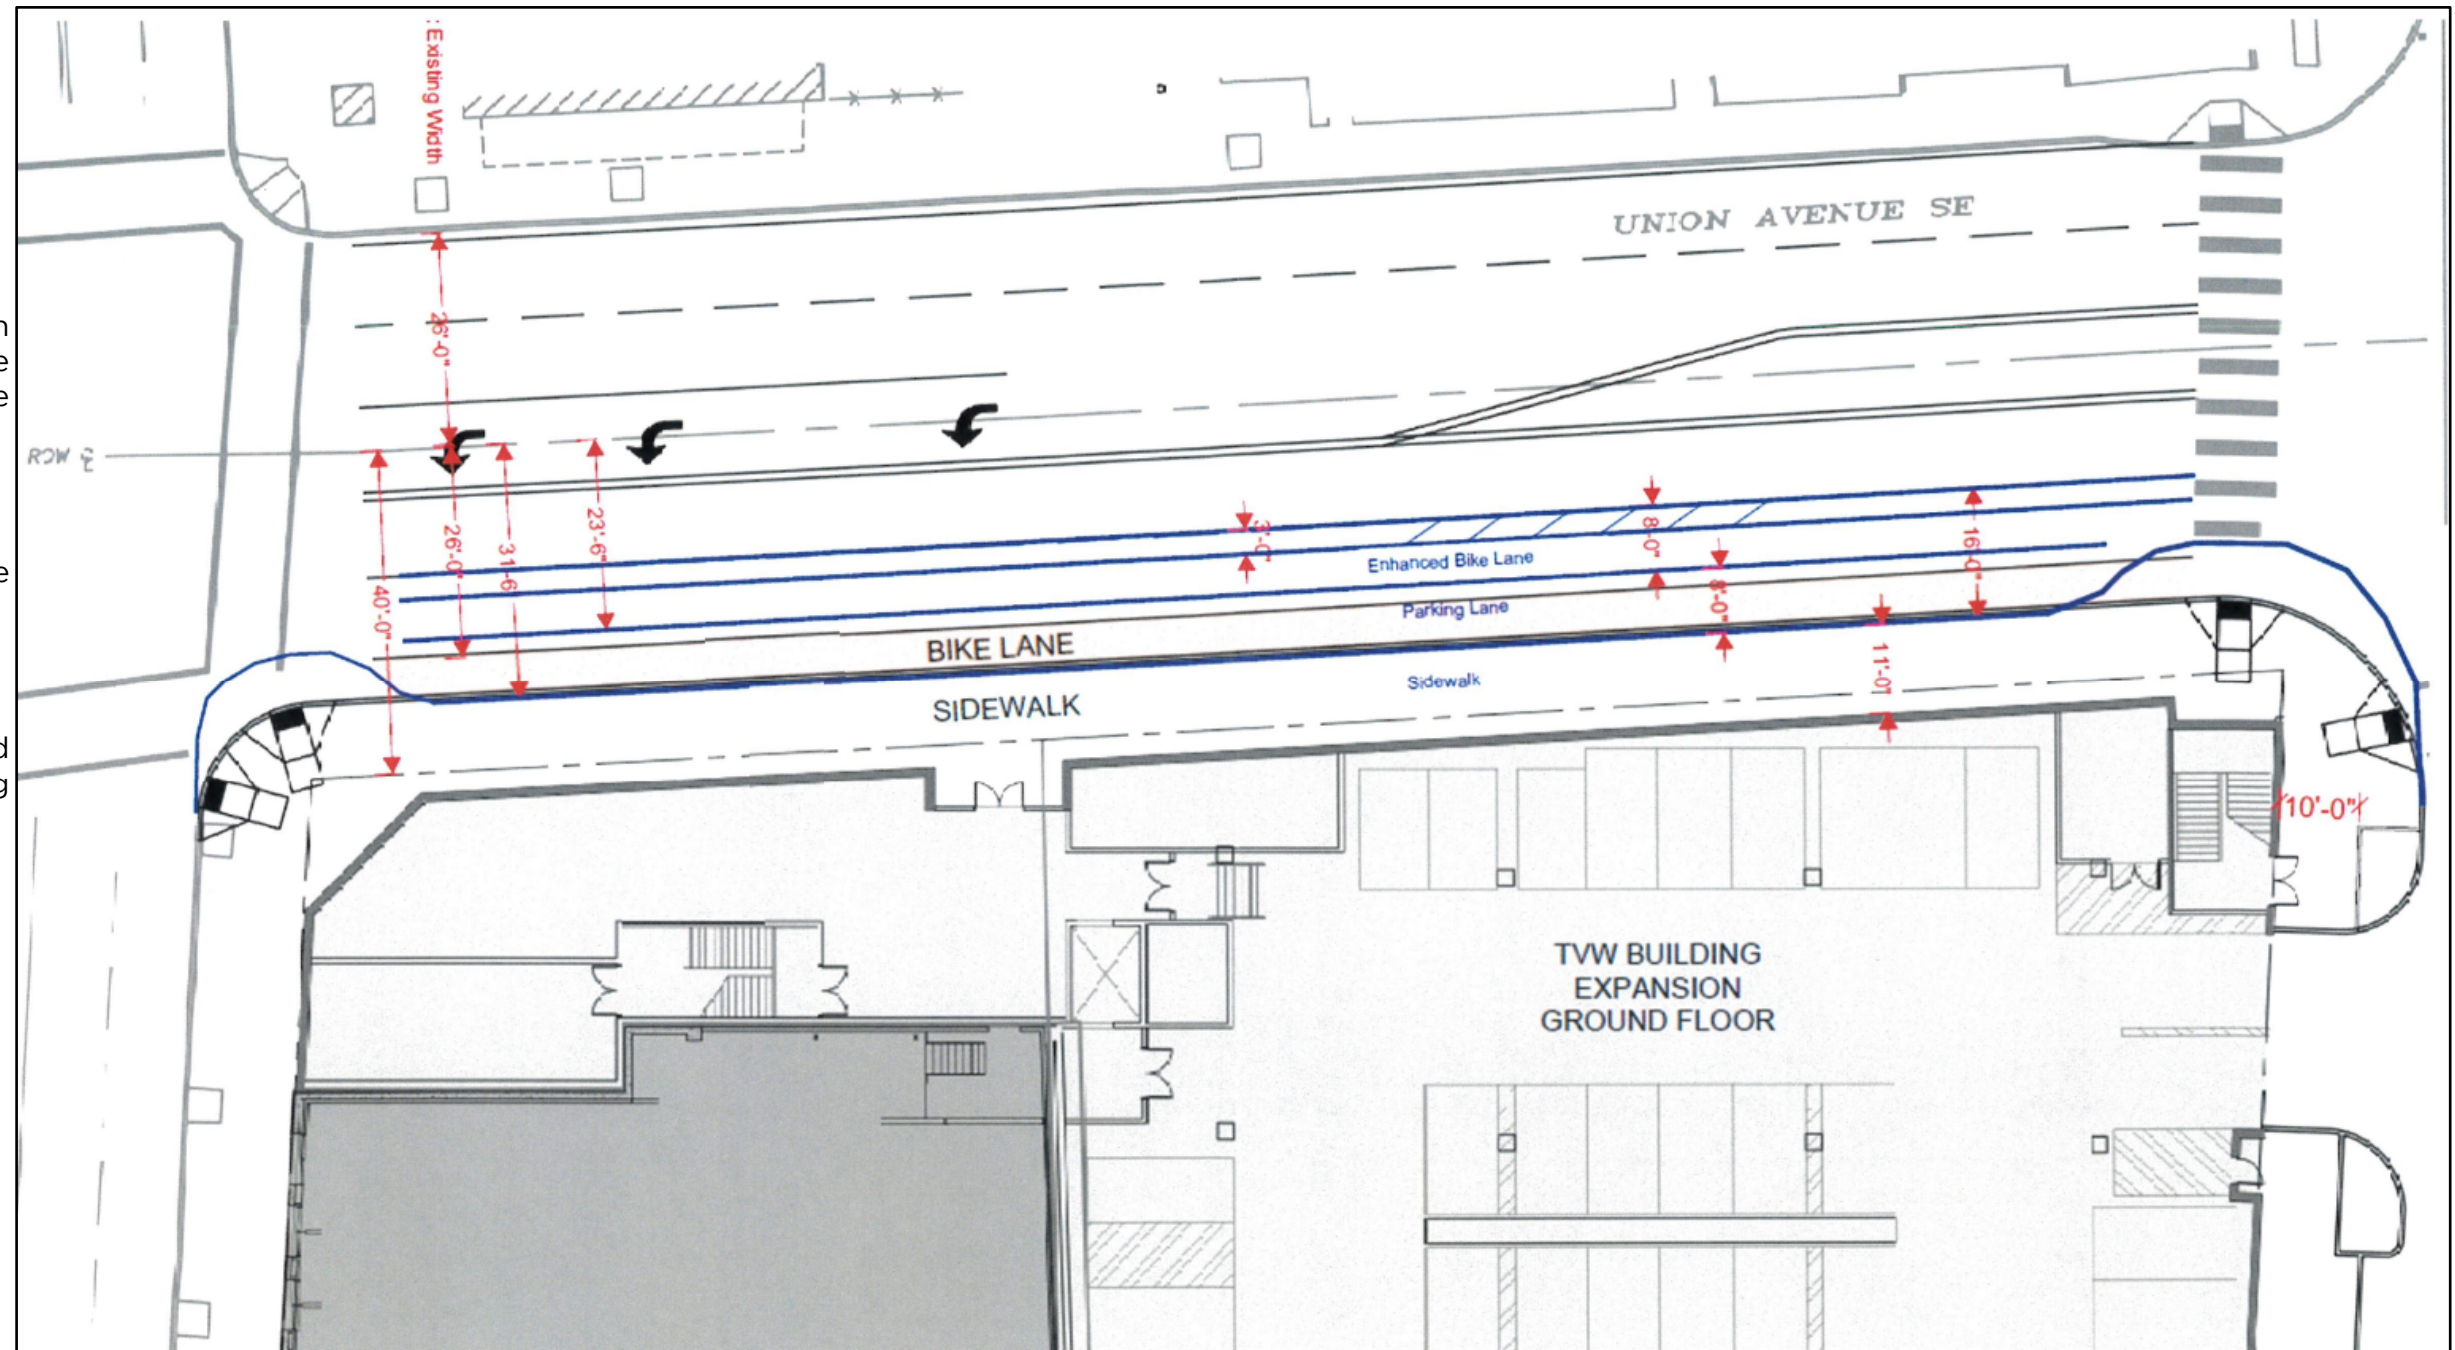 : Existing Width
UNION AVENUE SE
26'-0"
n
e
e
ROW
26'-0"
31'-6"
23'-6"
40'-0"
3'-0"
8'-0"
16'-0"
Enhanced Bike Lane
8'-0"
Parking Lane
BIKE LANE
e
11'-0"
Sidewalk
SIDEWALK
d
g
10'-0"
TVW BUILDING
EXPANSION
GROUND FLOOR